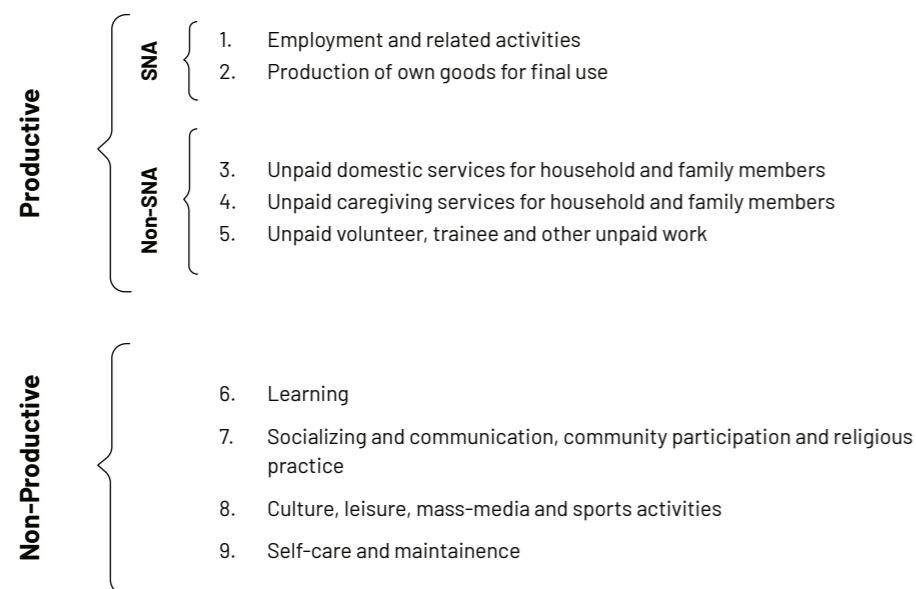 Productive
SNA
1. Employment and related activities
2. Production of own goods for final use
Non-SNA
3. Unpaid domestic services for household and family members
4. Unpaid caregiving services for household and family members
5. Unpaid volunteer, trainee and other unpaid work
Non-Productive
6. Learning
7. Socializing and communication, community participation and religious
practice
8. Culture, leisure, mass-media and sports activities
9. Self-care and maintainence